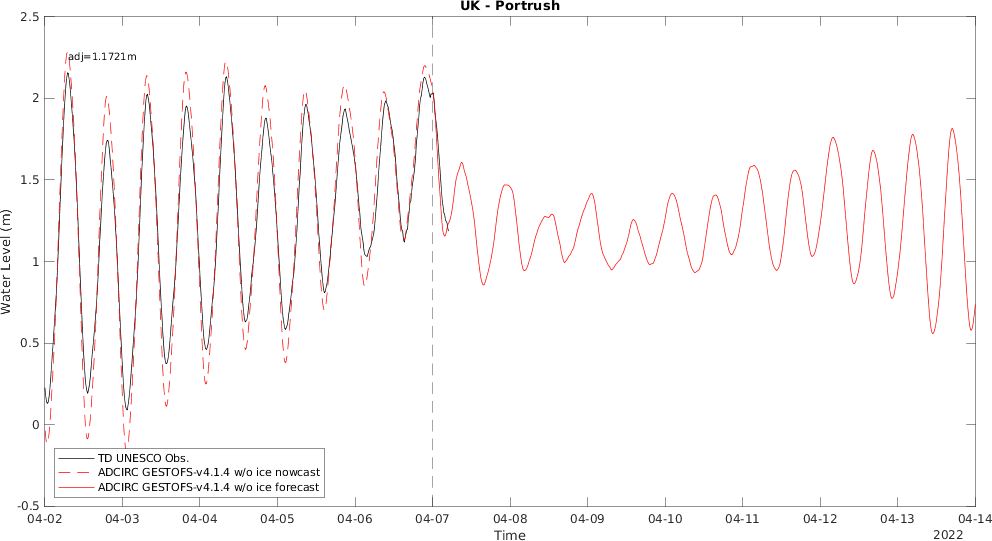 UK - Portrush
2.5
adj=1.1721m
2
1.5
1
0.5
0
-0.5
Water Level (m)
TD UNESCO Obs.
ADCIRC GESTOFS-v4.1.4 w/o ice nowcast
ADCIRC GESTOFS-v4.1.4 w/o ice forecast
04-02 04-03 04-04 04-05 04-06 04-07 04-08 04-09 04-10 04-11 04-12 04-13 04-14
Time
2022